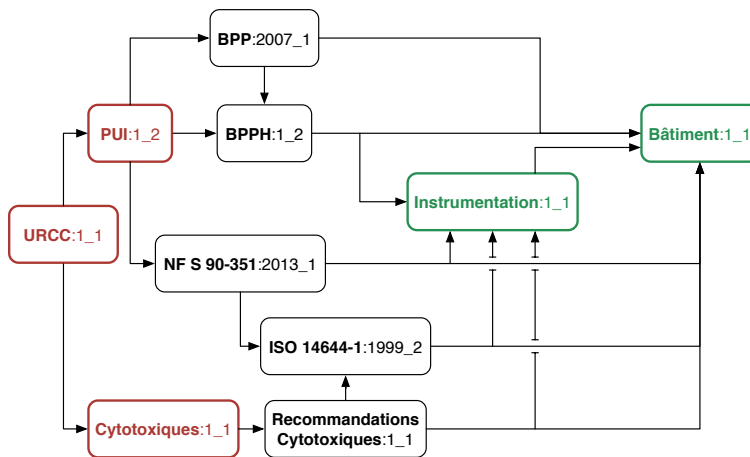 BPP:2007_1
PUI:1_2
BPPH:1_2
Bâtiment:1_1
Instrumentation:1_1
URCC:1_1
NF S 90-351:2013_1
ISO 14644-1:1999_2
Cytotoxiques:1_1
Recommandations
Cytotoxiques:1_1